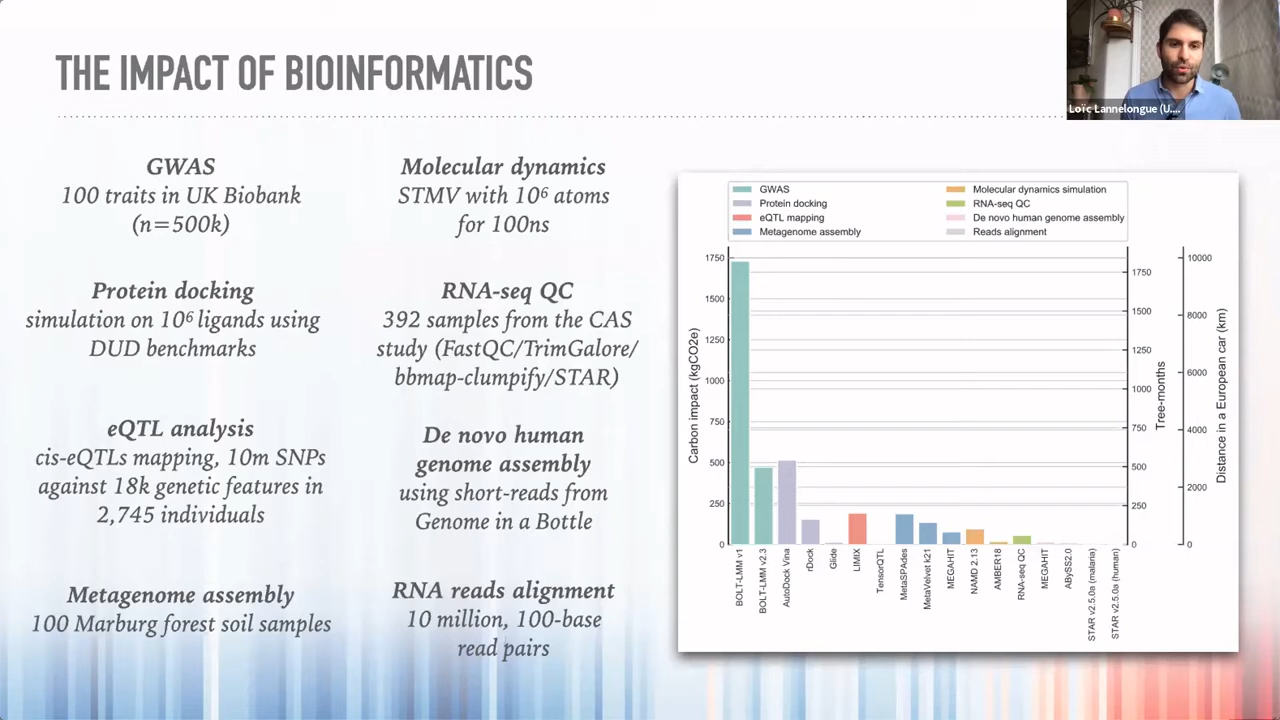 THE IMPACT OF BIOINFORMATICS
Loïc Lannelongue (U....
GWAS
100 traits in UK Biobank
(n=500k)
Protein docking
simulation on 10⁶ ligands using
DUD benchmarks
eQTL analysis
cis-eQTLs mapping, 10m SNPs
against 18k genetic features in
2,745 individuals
Metagenome assembly
100 Marburg forest soil samples
Molecular dynamics
STMV with 10⁶ atoms
for 100ns
RNA-seq QC
392 samples from the CAS
study (FastQC/TrimGalore/
bbmap-clumpify/STAR)
De novo human
genome assembly
using short-reads from
Genome in a Bottle
RNA reads alignment
10 million, 100-base
read pairs
GWAS
Protein docking
eQTL mapping
Metagenome assembly
Molecular dynamics simulation
RNA-seq QC
De novo human genome assembly
Reads alignment
Carbon impact (kgCO2e)
1750
1500
1250
1000
750
500
250
0
Tree-months
1750
1500
1250
1000
750
500
250
0
Distance in a European car (km)
10000
8000
6000
4000
2000
0
BOLT-LMM v1
BOLT-LMM v2.3
AutoDock Vina
rDock
Glide
LIMIX
TensorQTL
MetaSPAdes
MetaVelvet k21
MEGAHIT
NAMD 2.13
AMBER18
RNA-seq QC
MEGAHIT
ABySS2.0
STAR v2.5.0a (malaria)
STAR v2.5.0a (human)